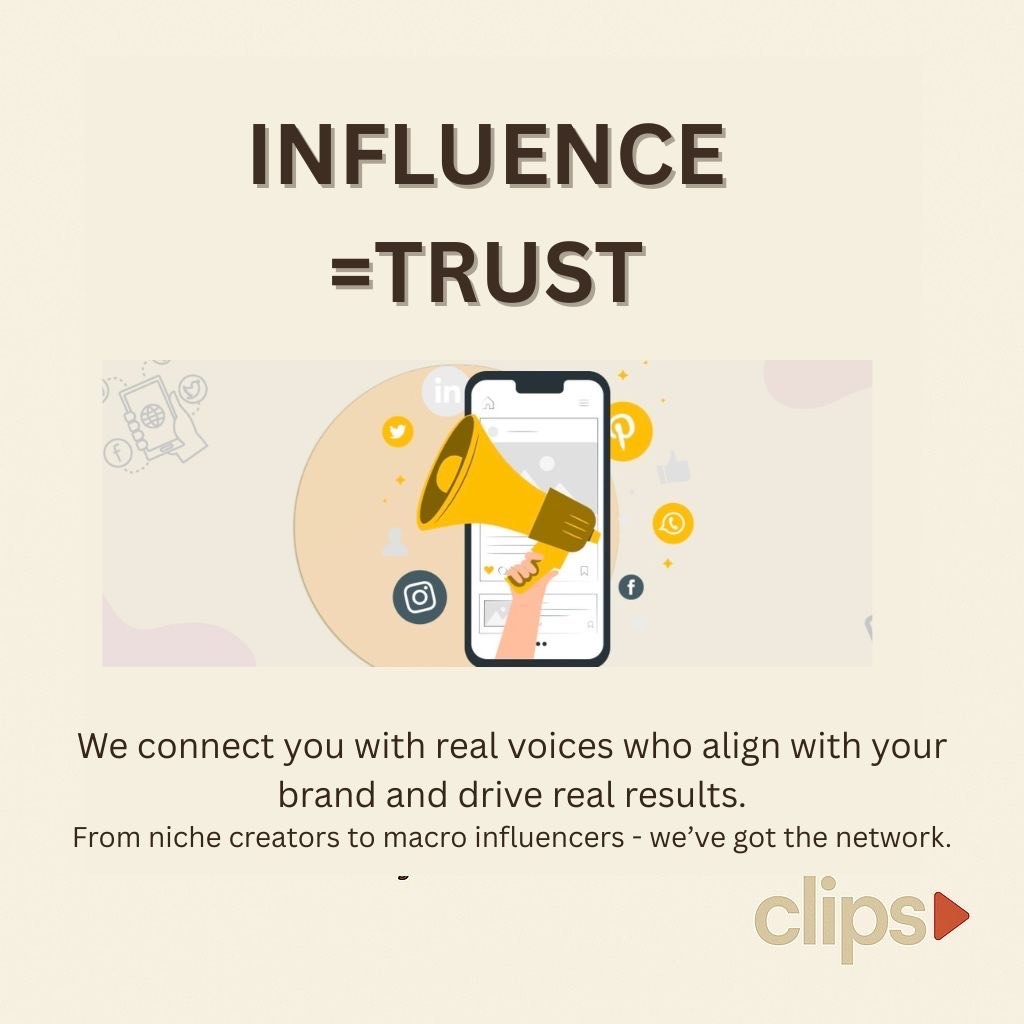 INFLUENCE
=TRUST
in
We connect you with real voices who align with your
brand and drive real results.
From niche creators to macro influencers - we’ve got the network.
clips